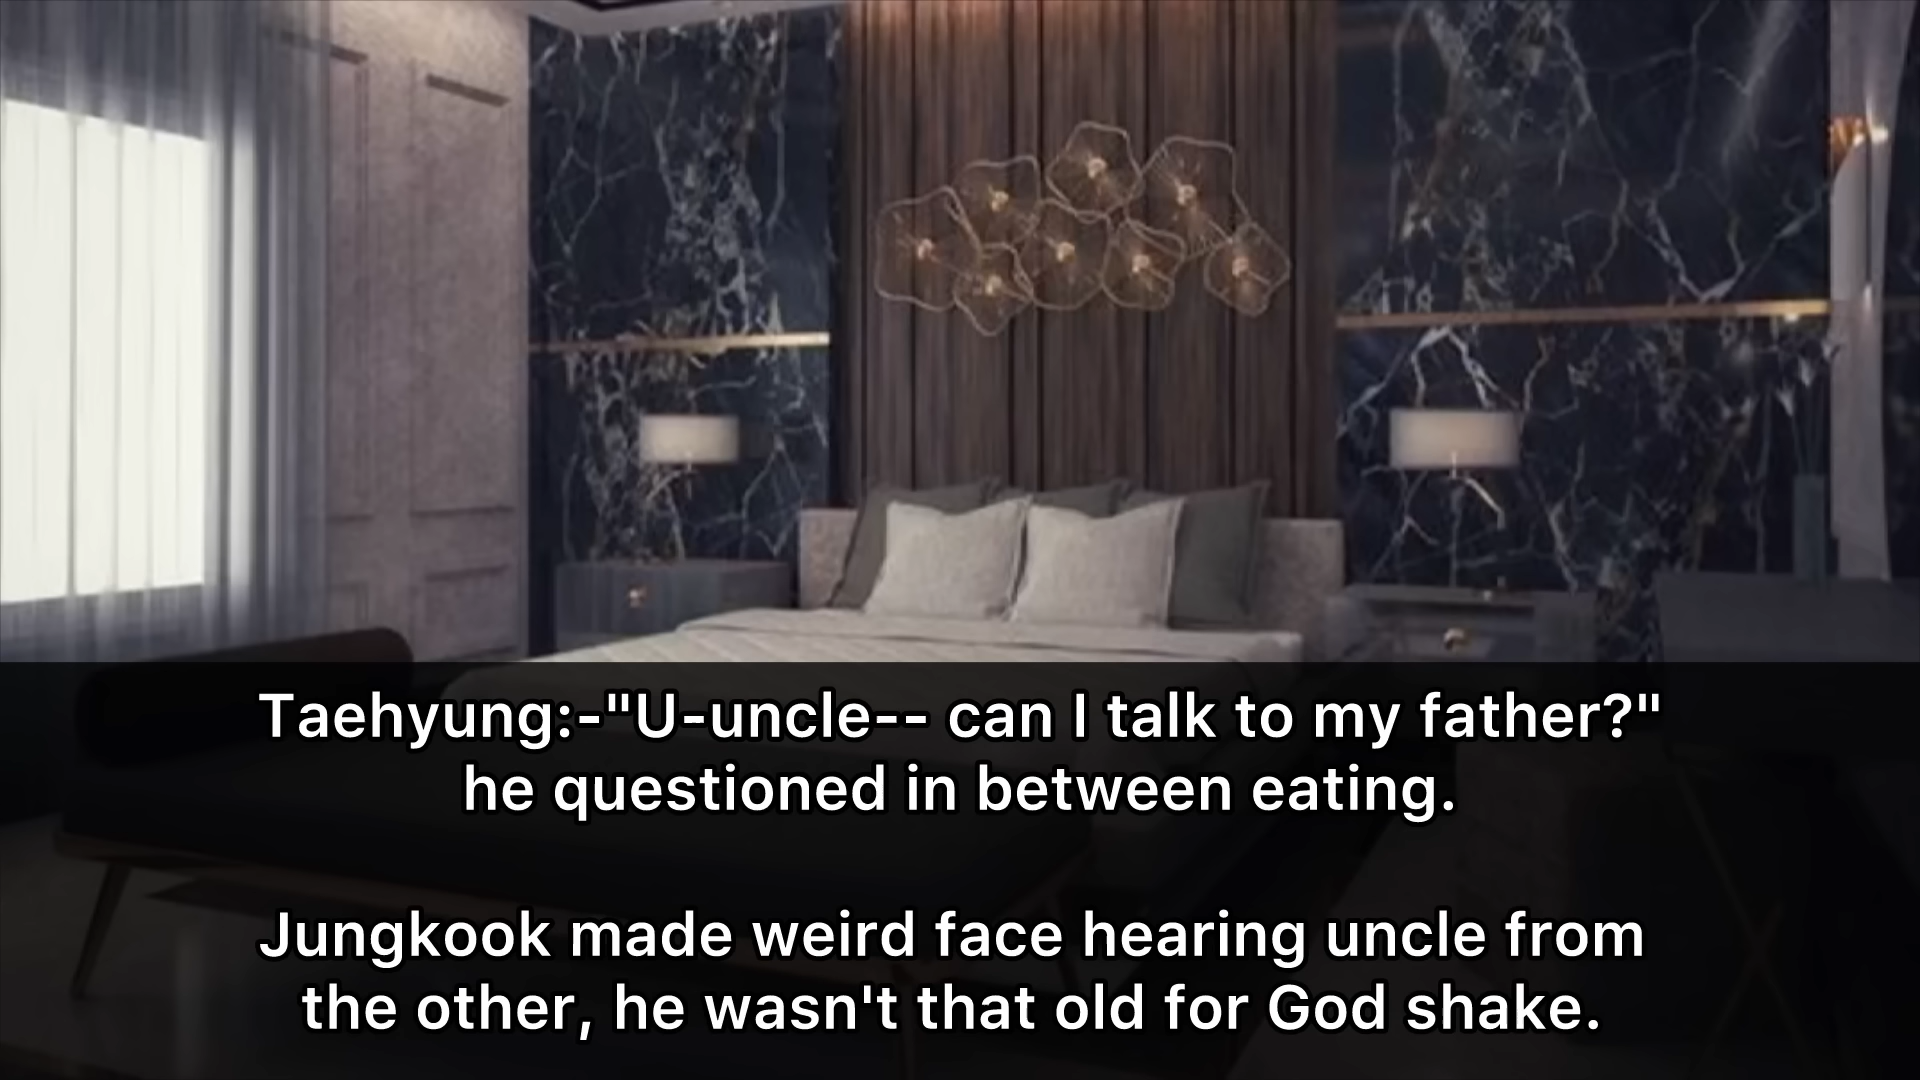 Taehyung:-"U-uncle-- can I talk to my father?"
he questioned in between eating.
Jungkook made weird face hearing uncle from
the other, he wasn't that old for God shake.